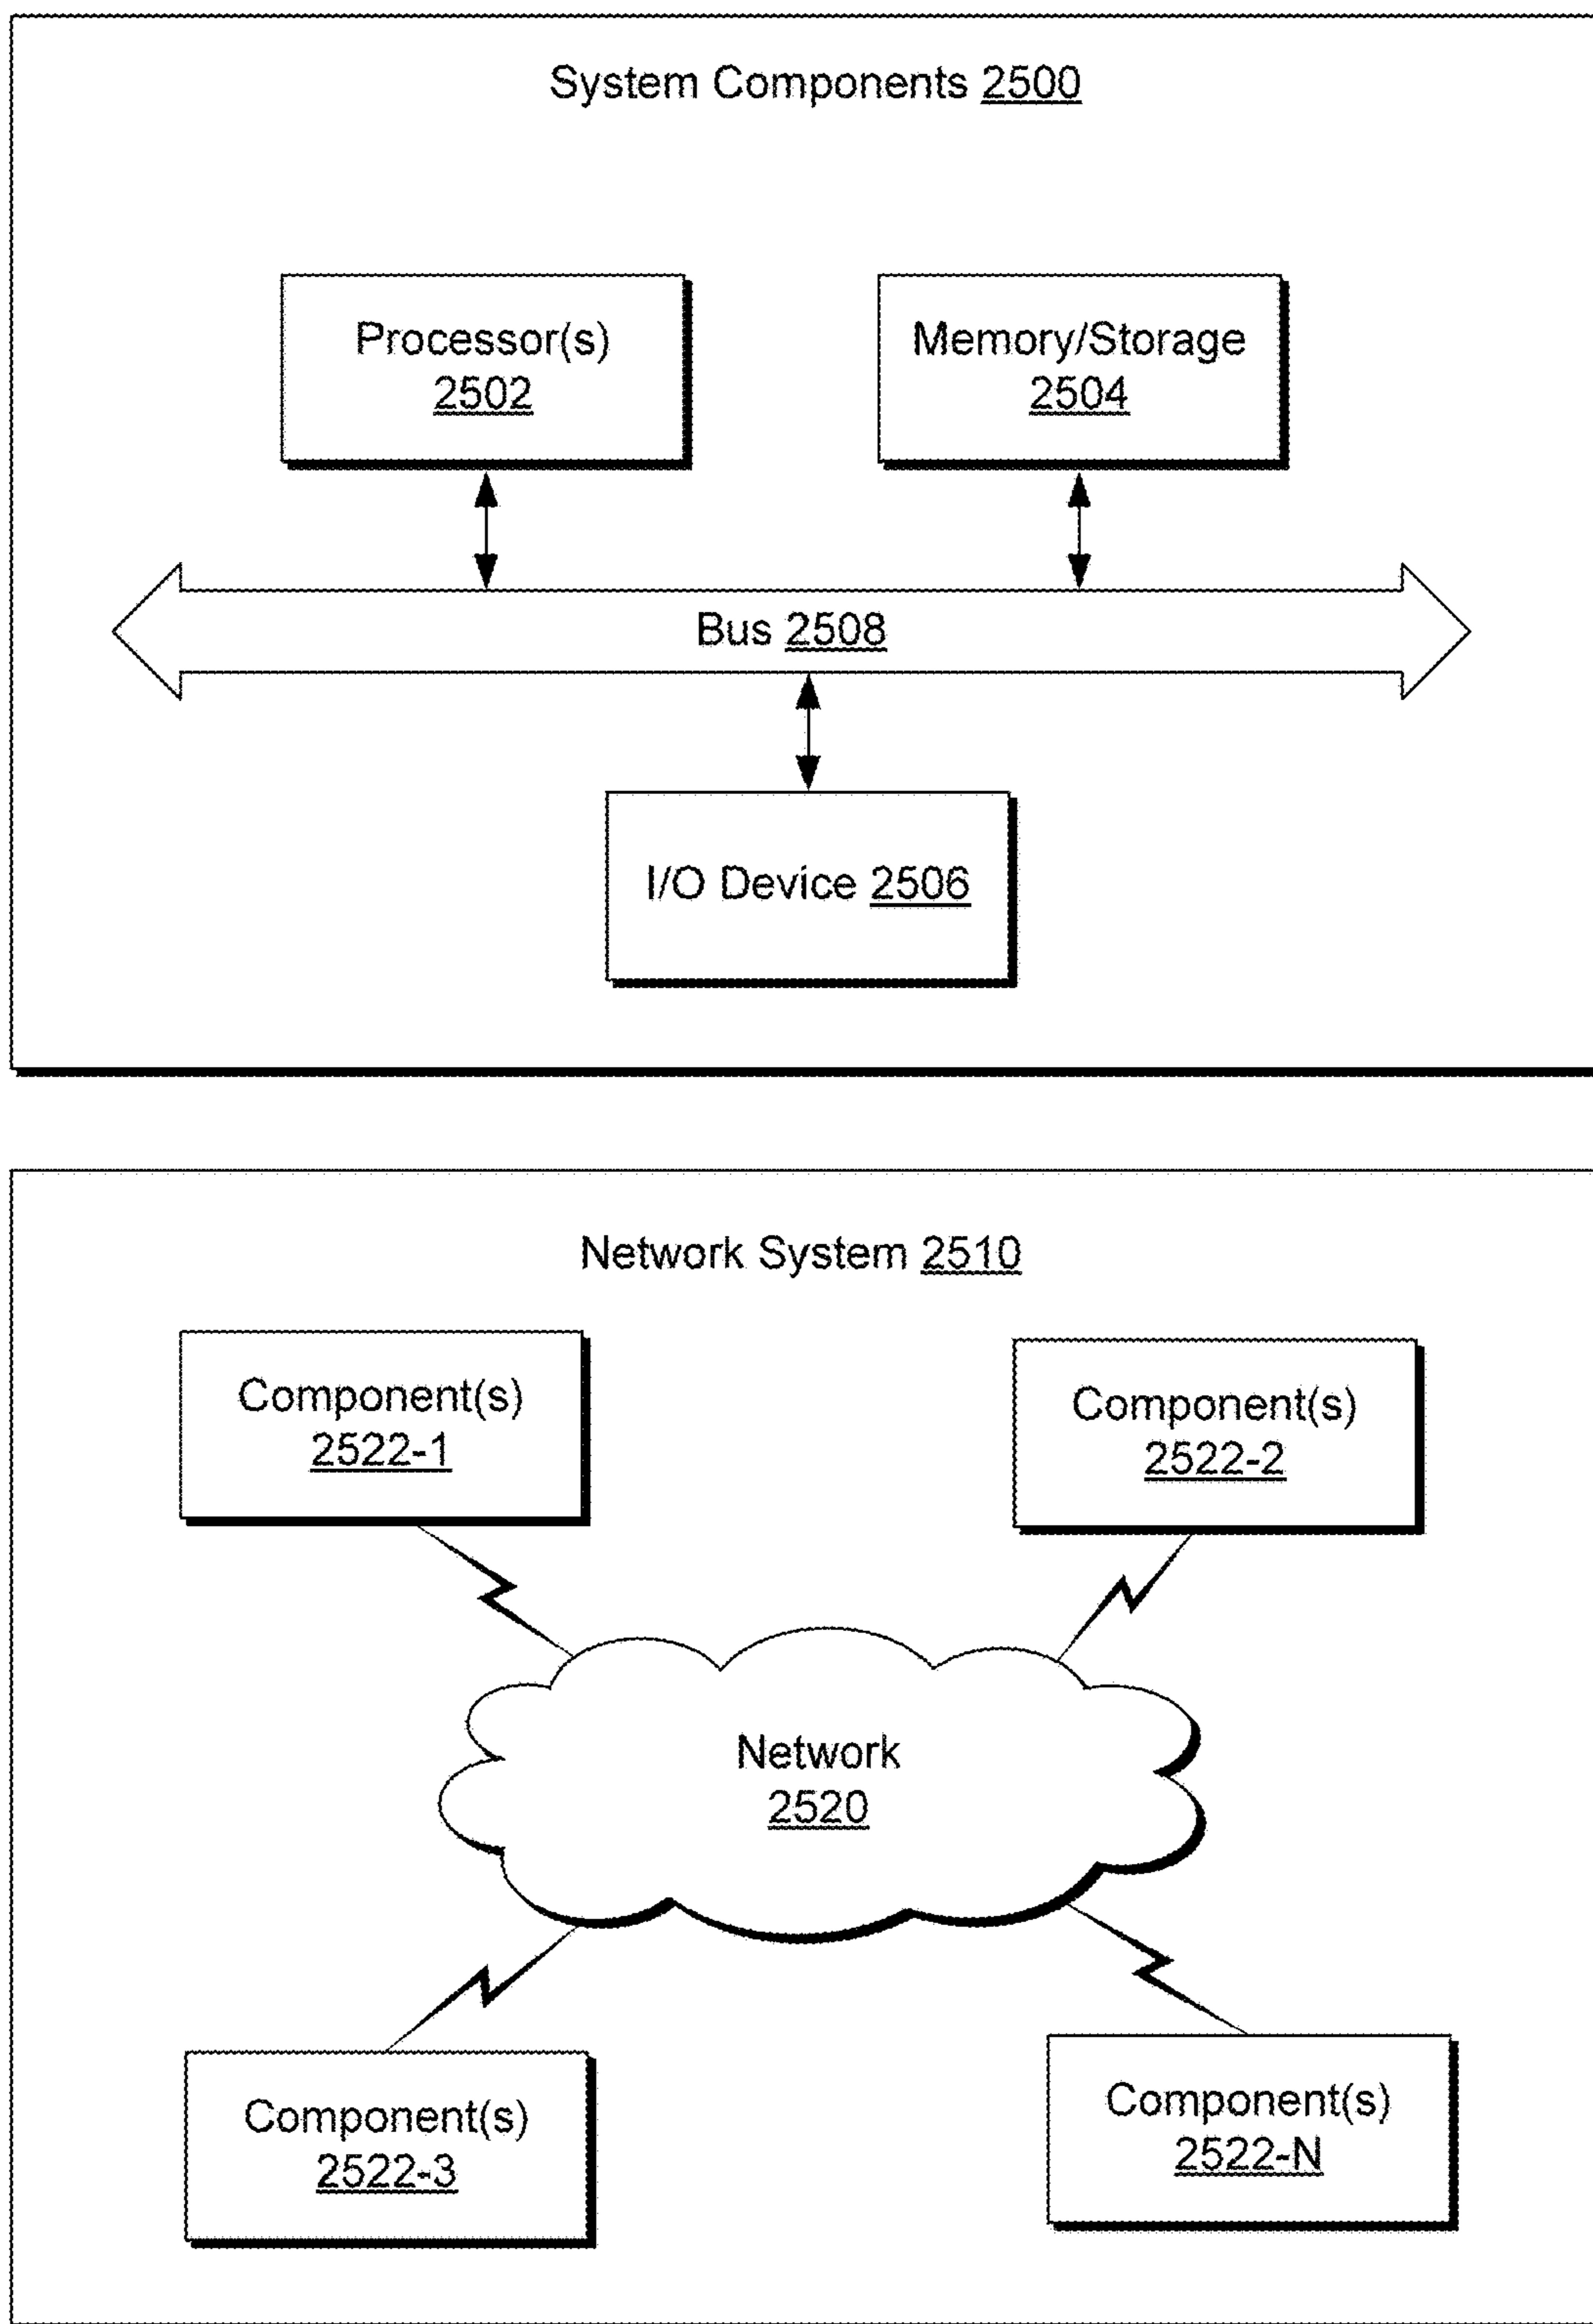 System Components 2500
Processor(s)
2502
Memory/Storage
2504
Bus 2508
I/O Device 2506
Network System 2510
Component(s)
2522-1
Component(s)
2522-2
Network
2520
Component(s)
2522-3
Component(s)
2522-N